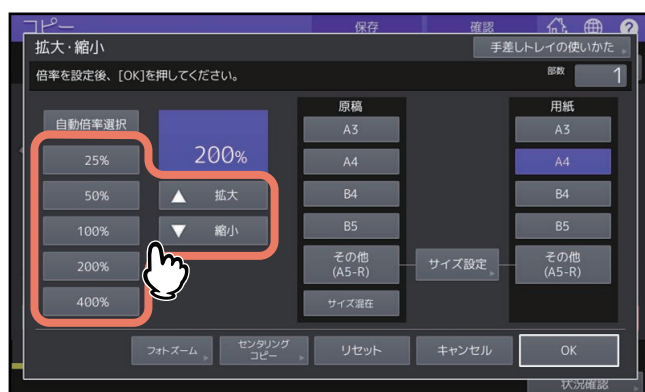 コピー
保存
確認
?
拡大・縮小
手差しトレイの使いかた
倍率を設定後、[OK]を押してください。
部数
1
自動倍率選択
200%
25%
50%
100%
200%
400%
拡大
縮小
原稿
A3
A4
B4
B5
その他
(A5-R)
サイズ混在
サイズ設定
用紙
A3
A4
B4
B5
その他
(A5-R)
フォトズーム
センタリング
コピー
リセット
キャンセル
OK
状況確認